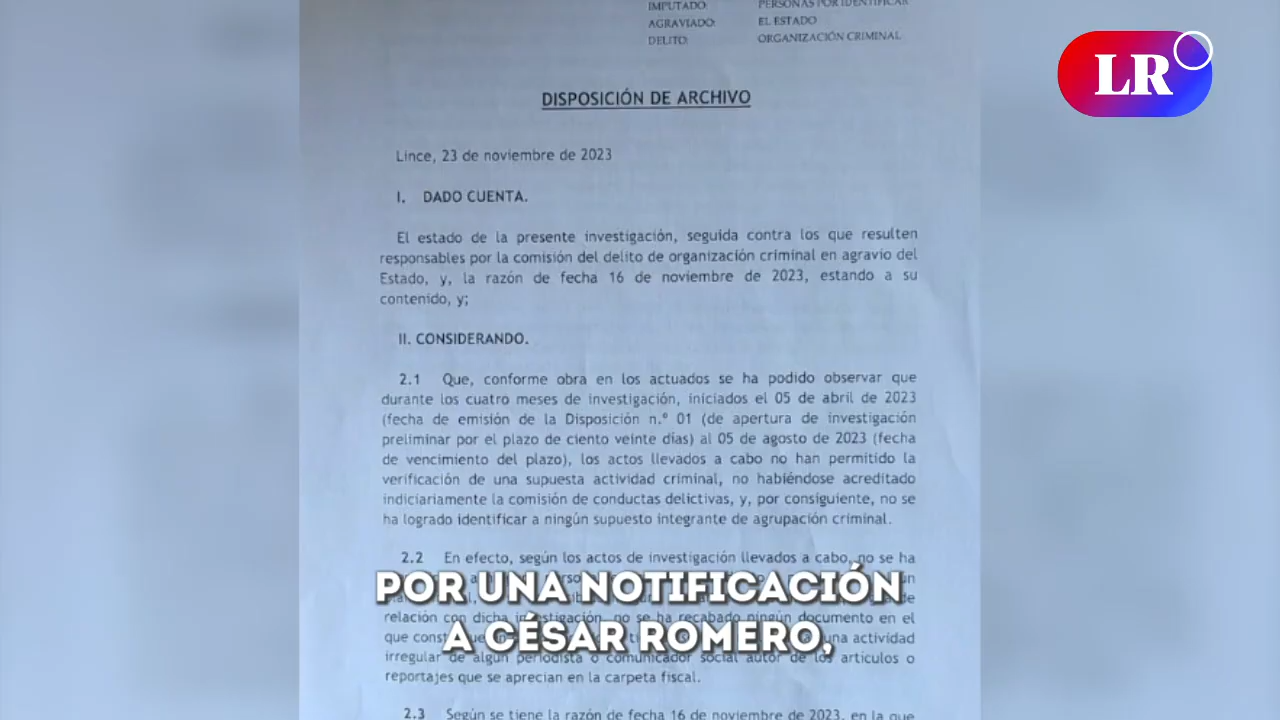 IMPUTADO : PERSONAS POR IDENTIFICAR
AGRAVIADO: EL ESTADO
DELITO: ORGANIZACIÓN CRIMINAL
LR
DISPOSICIÓN DE ARCHIVO
Lince, 23 de noviembre de 2023
I. DADO CUENTA.
El estado de la presente investigación, seguida contra los que resulten
responsables por la comisión del delito de organización criminal en agravio del
Estado, y, la razón de fecha 16 de noviembre de 2023, estando a su
contenido, y;
II. CONSIDERANDO.
2.1 Que, conforme obra en los actuados se ha podido observar que
durante los cuatro meses de investigación, iniciados el 05 de abril de 2023
(fecha de emisión de la Disposición n.º 01 (de apertura de investigación
preliminar por el plazo de ciento veinte días) al 05 de agosto de 2023 (fecha
de vencimiento del plazo), los actos llevados a cabo no han permitido la
verificación de una supuesta actividad criminal, no habiéndose acreditado
indiciariamente la comisión de conductas delictivas, y, por consiguiente, no se
ha logrado identificar a ningún supuesto integrante de agrupación criminal.
2.2 En efecto, según los actos de investigación llevados a cabo, no se ha
POR UNA NOTIFICACIÓN
relación con dicha investigación, no se ha recabado ningún documento en el
A CÉSAR ROMERO,
que una actividad
irregular de algún periodista o comunicador social autor de los artículos o
reportajes que se aprecian en la carpeta fiscal.
2.3 Según se tiene la razón de fecha 16 de noviembre de 2023, en la que